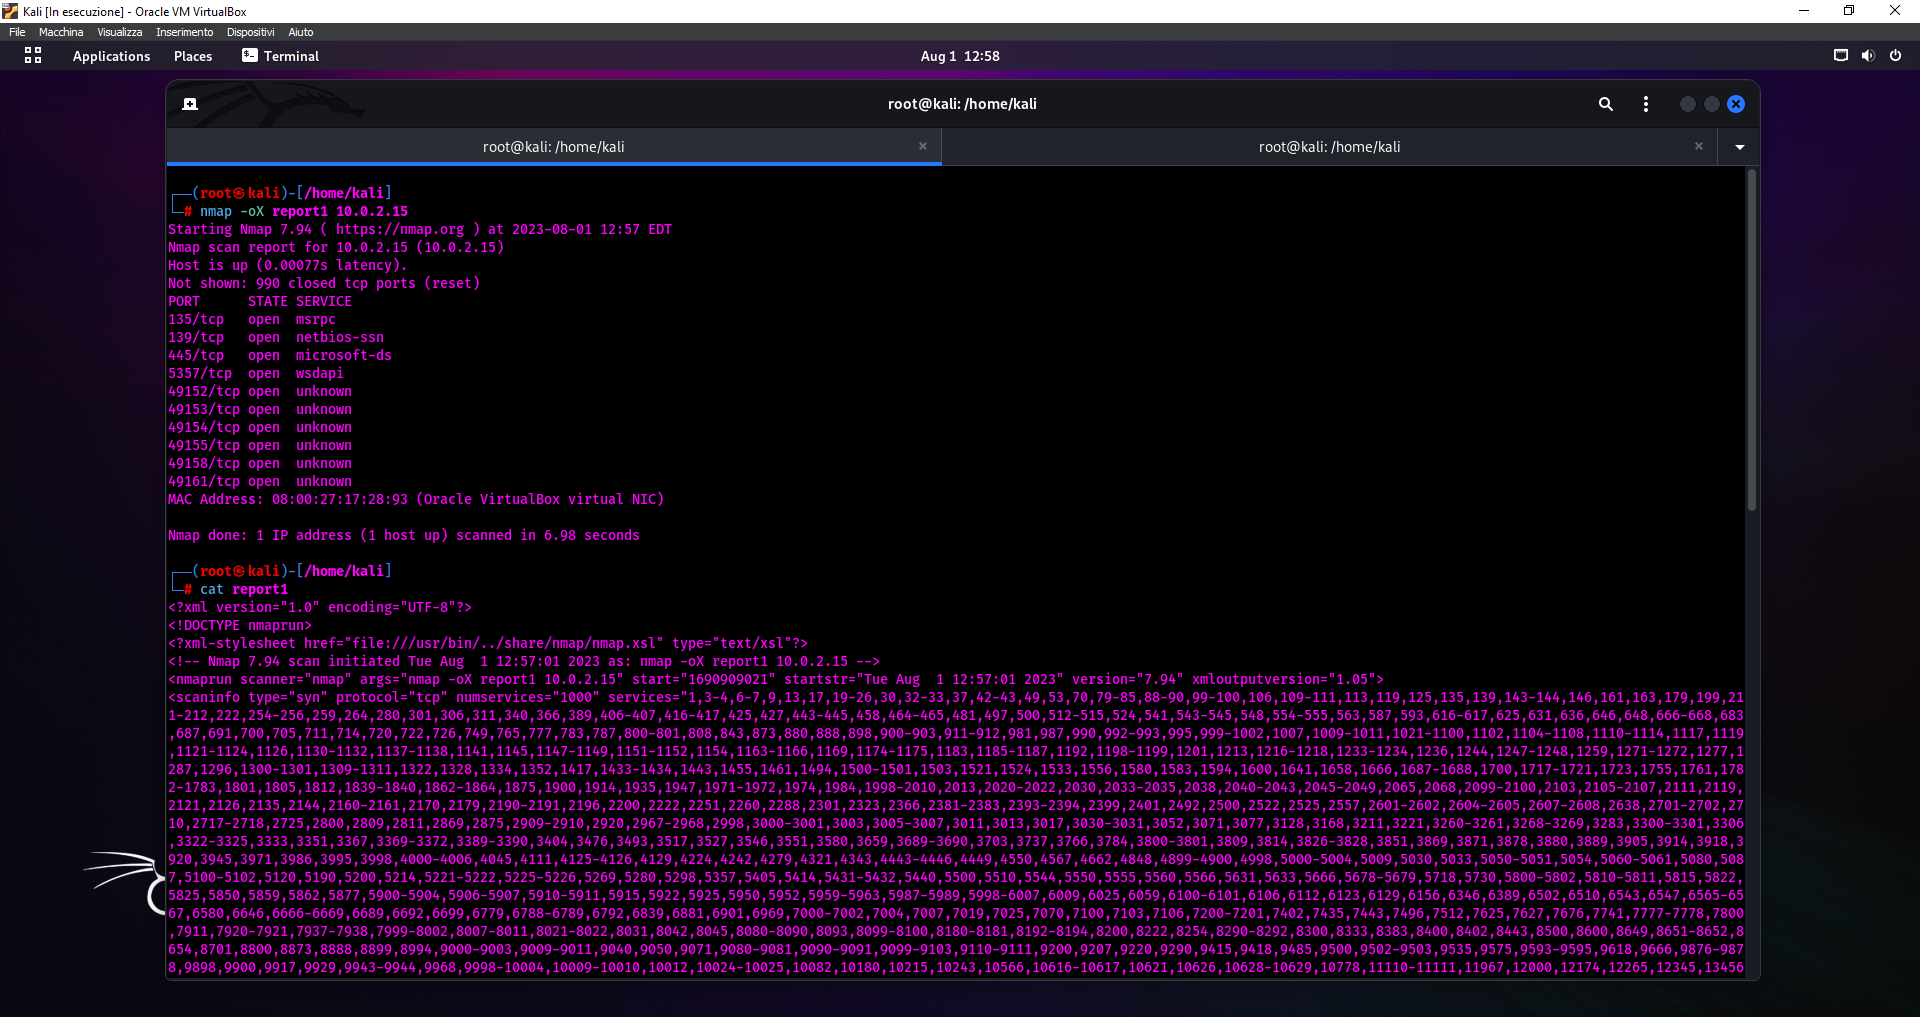 Kali [In esecuzione] - Oracle VM VirtualBox
File Macchina Visualizza Inserimento Dispositivi Aiuto
Applications Places Terminal Aug 1 12:58
root@kali: /home/kali
root@kali: /home/kali root@kali: /home/kali
┌──(root㉿kali)-[/home/kali]
└─# nmap -oX report1 10.0.2.15
Starting Nmap 7.94 ( https://nmap.org ) at 2023-08-01 12:57 EDT
Nmap scan report for 10.0.2.15 (10.0.2.15)
Host is up (0.00077s latency).
Not shown: 990 closed tcp ports (reset)
PORT STATE SERVICE
135/tcp open msrpc
139/tcp open netbios-ssn
445/tcp open microsoft-ds
5357/tcp open wsdapi
49152/tcp open unknown
49153/tcp open unknown
49154/tcp open unknown
49155/tcp open unknown
49158/tcp open unknown
49161/tcp open unknown
MAC Address: 08:00:27:17:28:93 (Oracle VirtualBox virtual NIC)
Nmap done: 1 IP address (1 host up) scanned in 6.98 seconds
┌──(root㉿kali)-[/home/kali]
└─# cat report1
<?xml version="1.0" encoding="UTF-8"?>
<!DOCTYPE nmaprun>
<?xml-stylesheet href="file:///usr/bin/../share/nmap/nmap.xsl" type="text/xsl"?>
<!-- Nmap 7.94 scan initiated Tue Aug  1 12:57:01 2023 as: nmap -oX report1 10.0.2.15 -->
<nmaprun scanner="nmap" args="nmap -oX report1 10.0.2.15" start="1690909021" startstr="Tue Aug  1 12:57:01 2023" version="7.94" xmloutputversion="1.05">
<scaninfo type="syn" protocol="tcp" numservices="1000" services="1,3-4,6-7,9,13,17,19-26,30,32-33,37,42-43,49,53,70,79-85,88-90,99-100,106,109-111,113,119,125,135,139,143-144,146,161,163,179,199,21
1-212,222,254-256,259,264,280,301,306,311,340,366,389,406-407,416-417,425,427,443-445,458,464-465,481,497,500,512-515,524,541,543-545,548,554-555,563,587,593,616-617,625,631,636,646,648,666-668,683
,687,691,700,705,711,714,720,722,726,749,765,777,783,787,800-801,808,843,873,880,888,898,900-903,911-912,981,987,990,992-993,995,999-1002,1007,1009-1011,1021-1100,1102,1104-1108,1110-1114,1117,1119
,1121-1124,1126,1130-1132,1137-1138,1141,1145,1147-1149,1151-1152,1154,1163-1166,1169,1174-1175,1183,1185-1187,1192,1198-1199,1201,1213,1216-1218,1233-1234,1236,1244,1247-1248,1259,1271-1272,1277,1
287,1296,1300-1301,1309-1311,1322,1328,1334,1352,1417,1433-1434,1443,1455,1461,1494,1500-1501,1503,1521,1524,1533,1556,1580,1583,1594,1600,1641,1658,1666,1687-1688,1700,1717-1721,1723,1755,1761,178
2-1783,1801,1805,1812,1839-1840,1862-1864,1875,1900,1914,1935,1947,1971-1972,1974,1984,1998-2010,2013,2020-2022,2030,2033-2035,2038,2040-2043,2045-2049,2065,2068,2099-2100,2103,2105-2107,2111,2119,
2121,2126,2135,2144,2160-2161,2170,2179,2190-2191,2196,2200,2222,2251,2260,2288,2301,2323,2366,2381-2383,2393-2394,2399,2401,2492,2500,2522,2525,2557,2601-2602,2604-2605,2607-2608,2638,2701-2702,27
10,2717-2718,2725,2800,2809,2811,2869,2875,2909-2910,2920,2967-2968,2998,3000-3001,3003,3005-3007,3011,3013,3017,3030-3031,3052,3071,3077,3128,3168,3211,3221,3260-3261,3268-3269,3283,3300-3301,3306
,3322-3325,3333,3351,3367,3369-3372,3389-3390,3404,3476,3493,3517,3527,3546,3551,3580,3659,3689-3690,3703,3737,3766,3784,3800-3801,3809,3814,3826-3828,3851,3869,3871,3878,3880,3889,3905,3914,3918,3
920,3945,3971,3986,3995,3998,4000-4006,4045,4111,4125-4126,4129,4224,4242,4279,4321,4343,4443-4446,4449,4550,4567,4662,4848,4899-4900,4998,5000-5004,5009,5030,5033,5050-5051,5054,5060-5061,5080,508
7,5100-5102,5120,5190,5200,5214,5221-5222,5225-5226,5269,5280,5298,5357,5405,5414,5431-5432,5440,5500,5510,5544,5550,5555,5560,5566,5631,5633,5666,5678-5679,5718,5730,5800-5802,5810-5811,5815,5822,
5825,5850,5859,5862,5877,5900-5904,5906-5907,5910-5911,5915,5922,5925,5950,5952,5959-5963,5987-5989,5998-6007,6009,6025,6059,6100-6101,6106,6112,6123,6129,6156,6346,6389,6502,6510,6543,6547,6565-65
67,6580,6646,6666-6669,6689,6692,6699,6779,6788-6789,6792,6839,6881,6901,6969,7000-7002,7004,7007,7019,7025,7070,7100,7103,7106,7200-7201,7402,7435,7443,7496,7512,7625,7627,7676,7741,7777-7778,7800
,7911,7920-7921,7937-7938,7999-8002,8007-8011,8021-8022,8031,8042,8045,8080-8090,8093,8099-8100,8180-8181,8192-8194,8200,8222,8254,8290-8292,8300,8333,8383,8400,8402,8443,8500,8600,8649,8651-8652,8
654,8701,8800,8873,8888,8899,8994,9000-9003,9009-9011,9040,9050,9071,9080-9081,9090-9091,9099-9103,9110-9111,9200,9207,9220,9290,9415,9418,9485,9500,9502-9503,9535,9575,9593-9595,9618,9666,9876-987
8,9898,9900,9917,9929,9943-9944,9968,9998-10004,10009-10010,10012,10024-10025,10082,10180,10215,10243,10566,10616-10617,10621,10626,10628-10629,10778,11110-11111,11967,12000,12174,12265,12345,13456